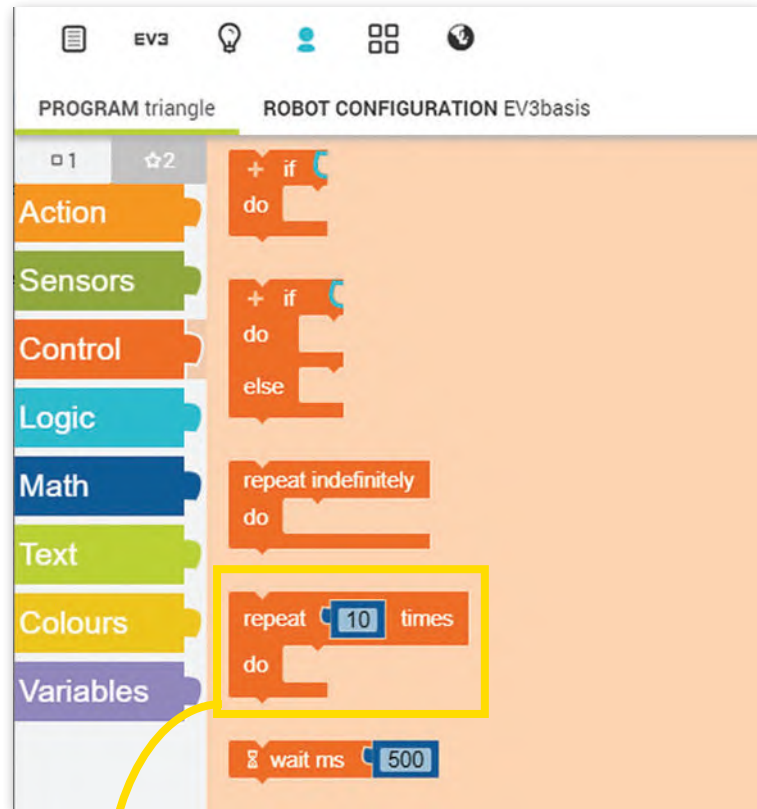 EV3
PROGRAM triangle
ROBOT CONFIGURATION EV3basis
1
2
Action
Sensors
Control
Logic
Math
Text
Colours
Variables
+ if
do
+ if
do
else
repeat indefinitely
do
repeat 10 times
do
wait ms 500